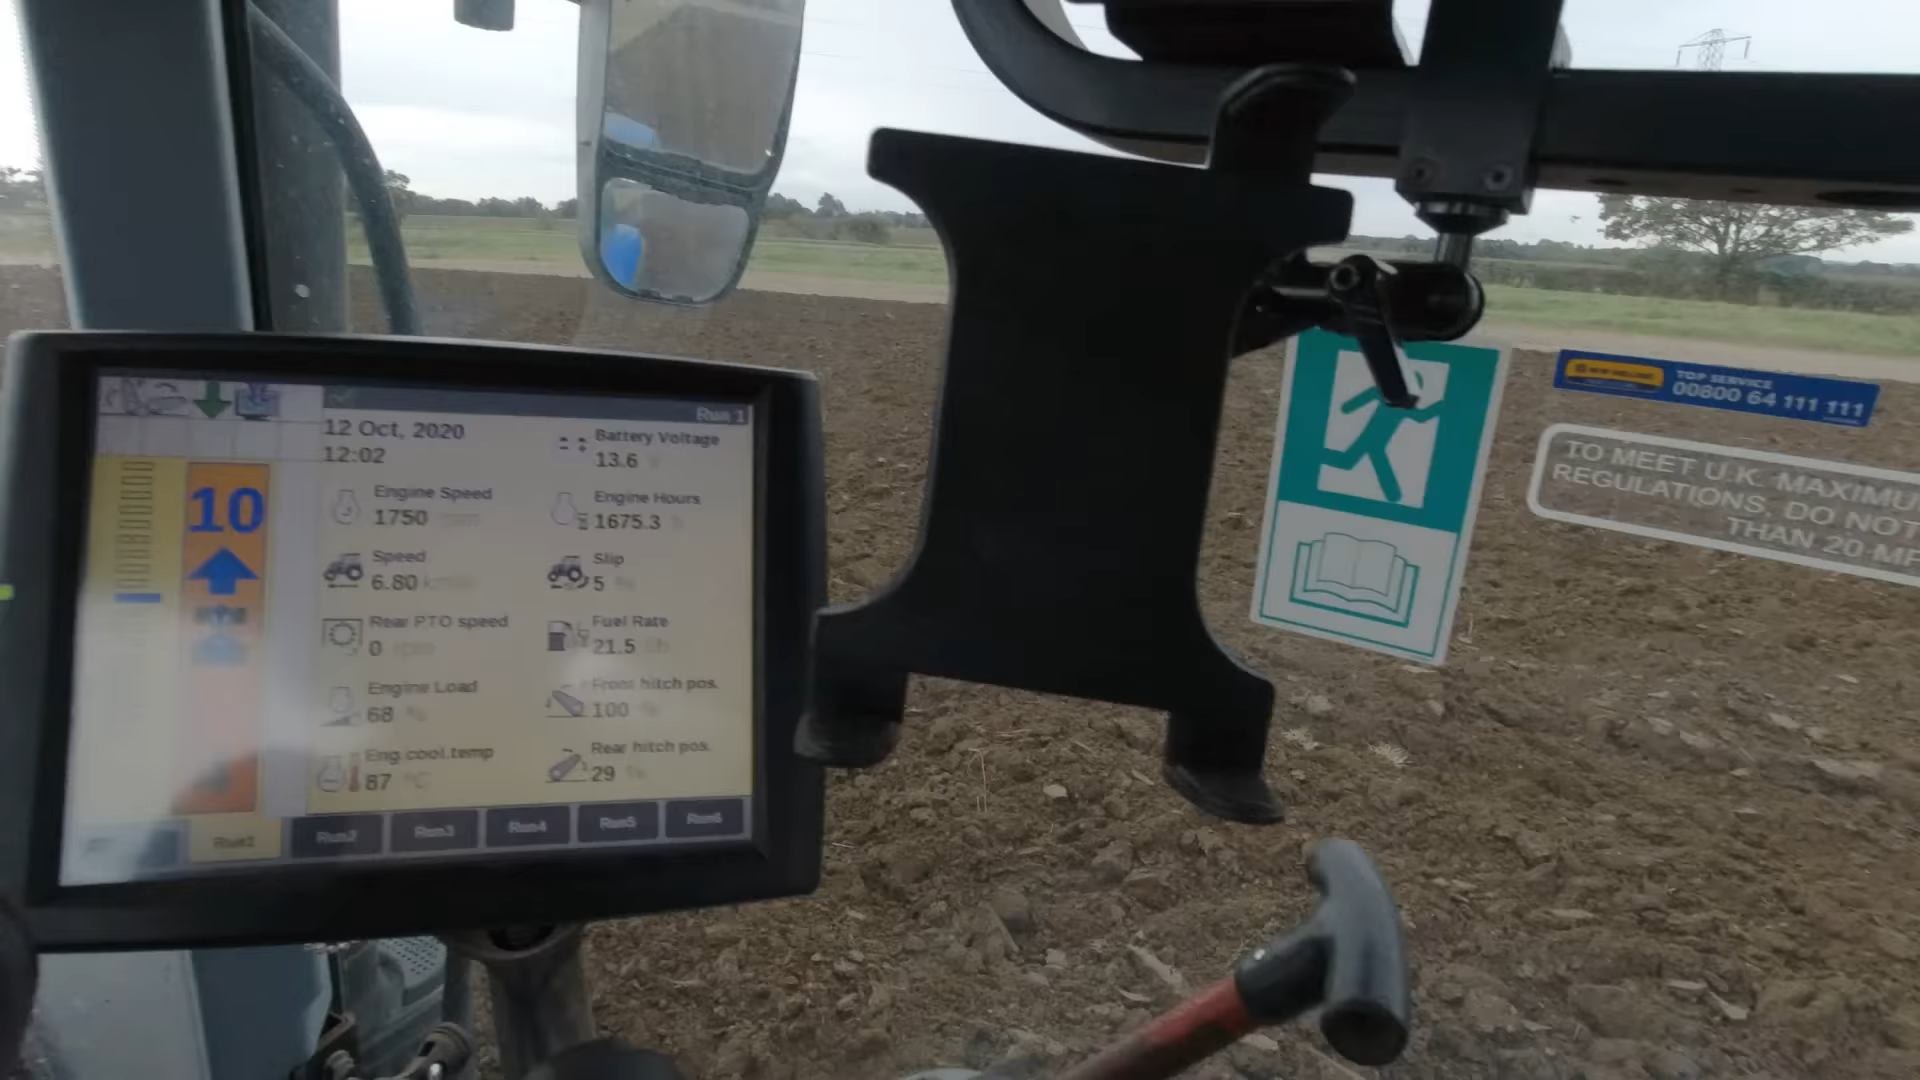 Run 1
12 Oct, 2020
12:02
Battery Voltage
13.6
Engine Speed
1750
Engine Hours
1675.3
Speed
6.80
Slip
5
Rear PTO speed
0
Fuel Rate
21.5
Engine Load
68
Front hitch pos.
100
Eng.cool.temp
87 °C
Rear hitch pos.
29
10
Run1
Run2
Run3
Run4
Run5
Run6
NEW HOLLAND
TOP SERVICE
00800 64 111 111
TO MEET U.K. MAXIMU
REGULATIONS, DO NOT
THAN 20 MP